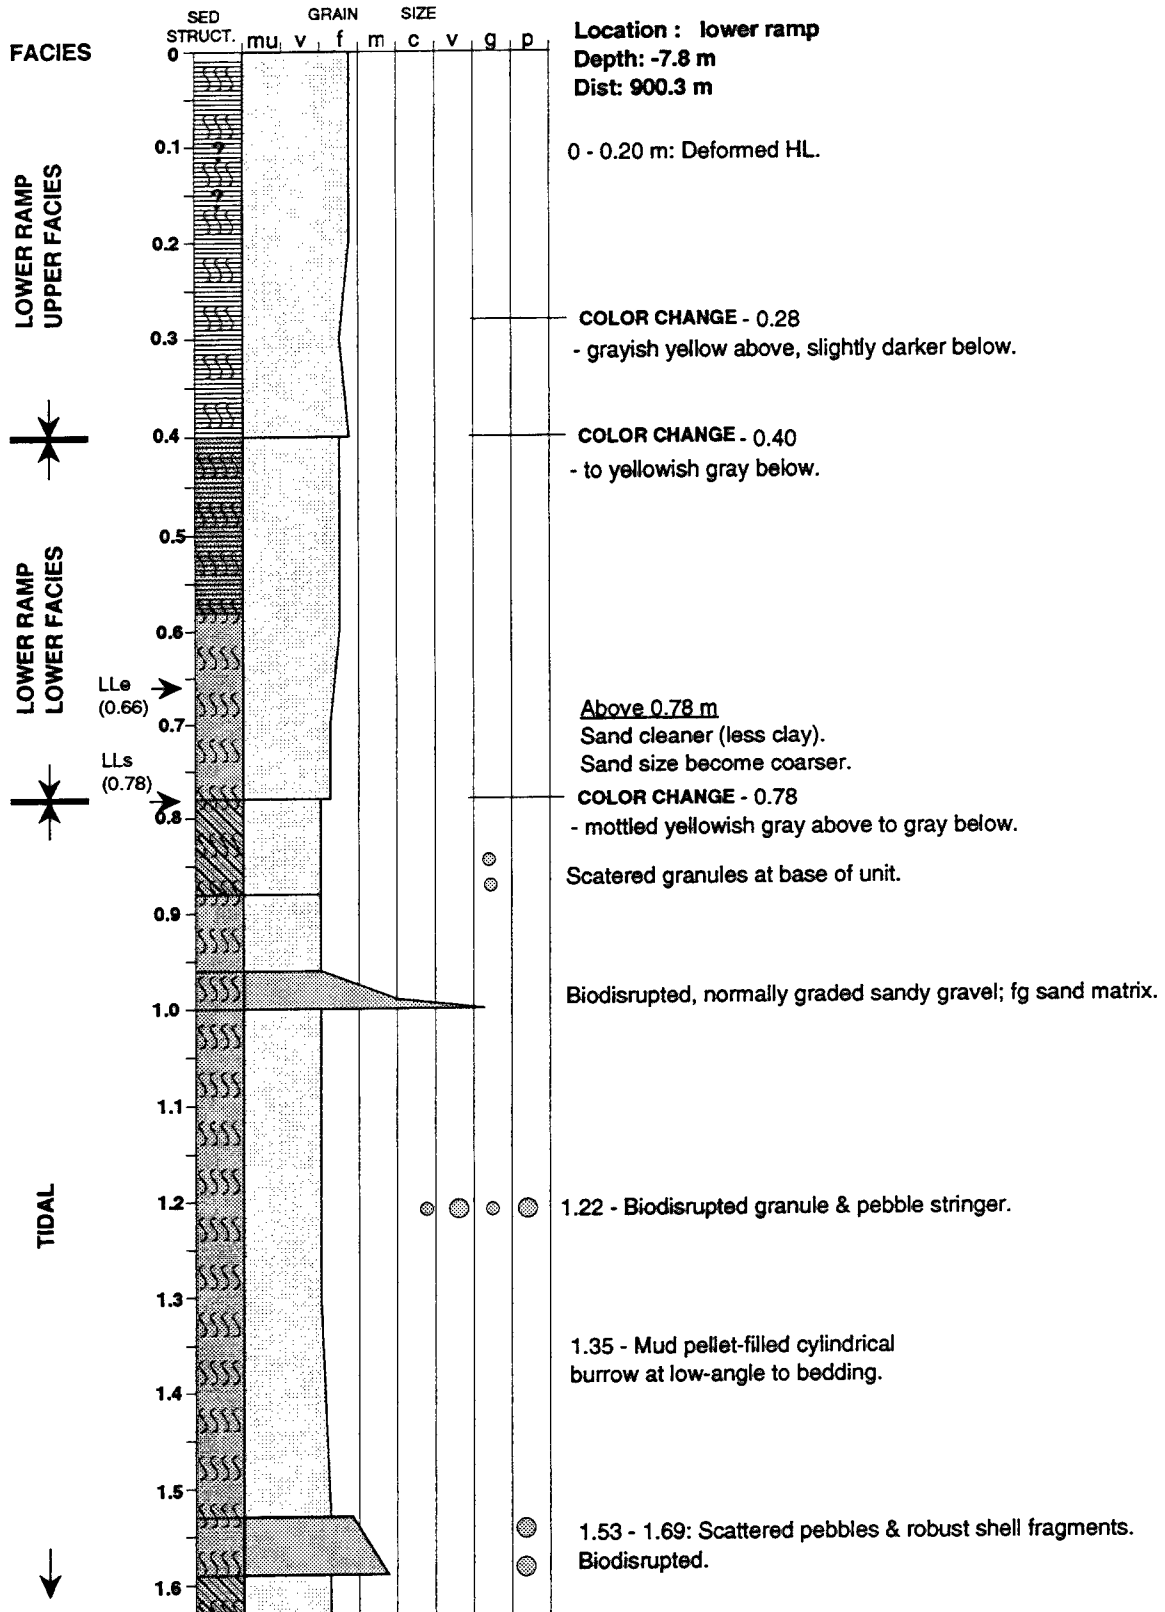 SED
STRUCT.
GRAIN SIZE
mu v f m c v g p
FACIES
Location : lower ramp
Depth: -7.8 m
Dist: 900.3 m
0
0.1
0 - 0.20 m: Deformed HL.
?
?
LOWER RAMP
UPPER FACIES
0.2
COLOR CHANGE - 0.28
- grayish yellow above, slightly darker below.
0.3
0.4
COLOR CHANGE - 0.40
- to yellowish gray below.
0.5
LOWER RAMP
LOWER FACIES
0.6
LLe
(0.66)
0.7
Above 0.78 m
Sand cleaner (less clay).
Sand size become coarser.
LLs
(0.78)
COLOR CHANGE - 0.78
- mottled yellowish gray above to gray below.
0.8
Scatered granules at base of unit.
0.9
Biodisrupted, normally graded sandy gravel; fg sand matrix.
1.0
1.1
TIDAL
1.2
1.22 - Biodisrupted granule & pebble stringer.
1.3
1.35 - Mud pellet-filled cylindrical
burrow at low-angle to bedding.
1.4
1.5
1.53 - 1.69: Scattered pebbles & robust shell fragments.
Biodisrupted.
1.6